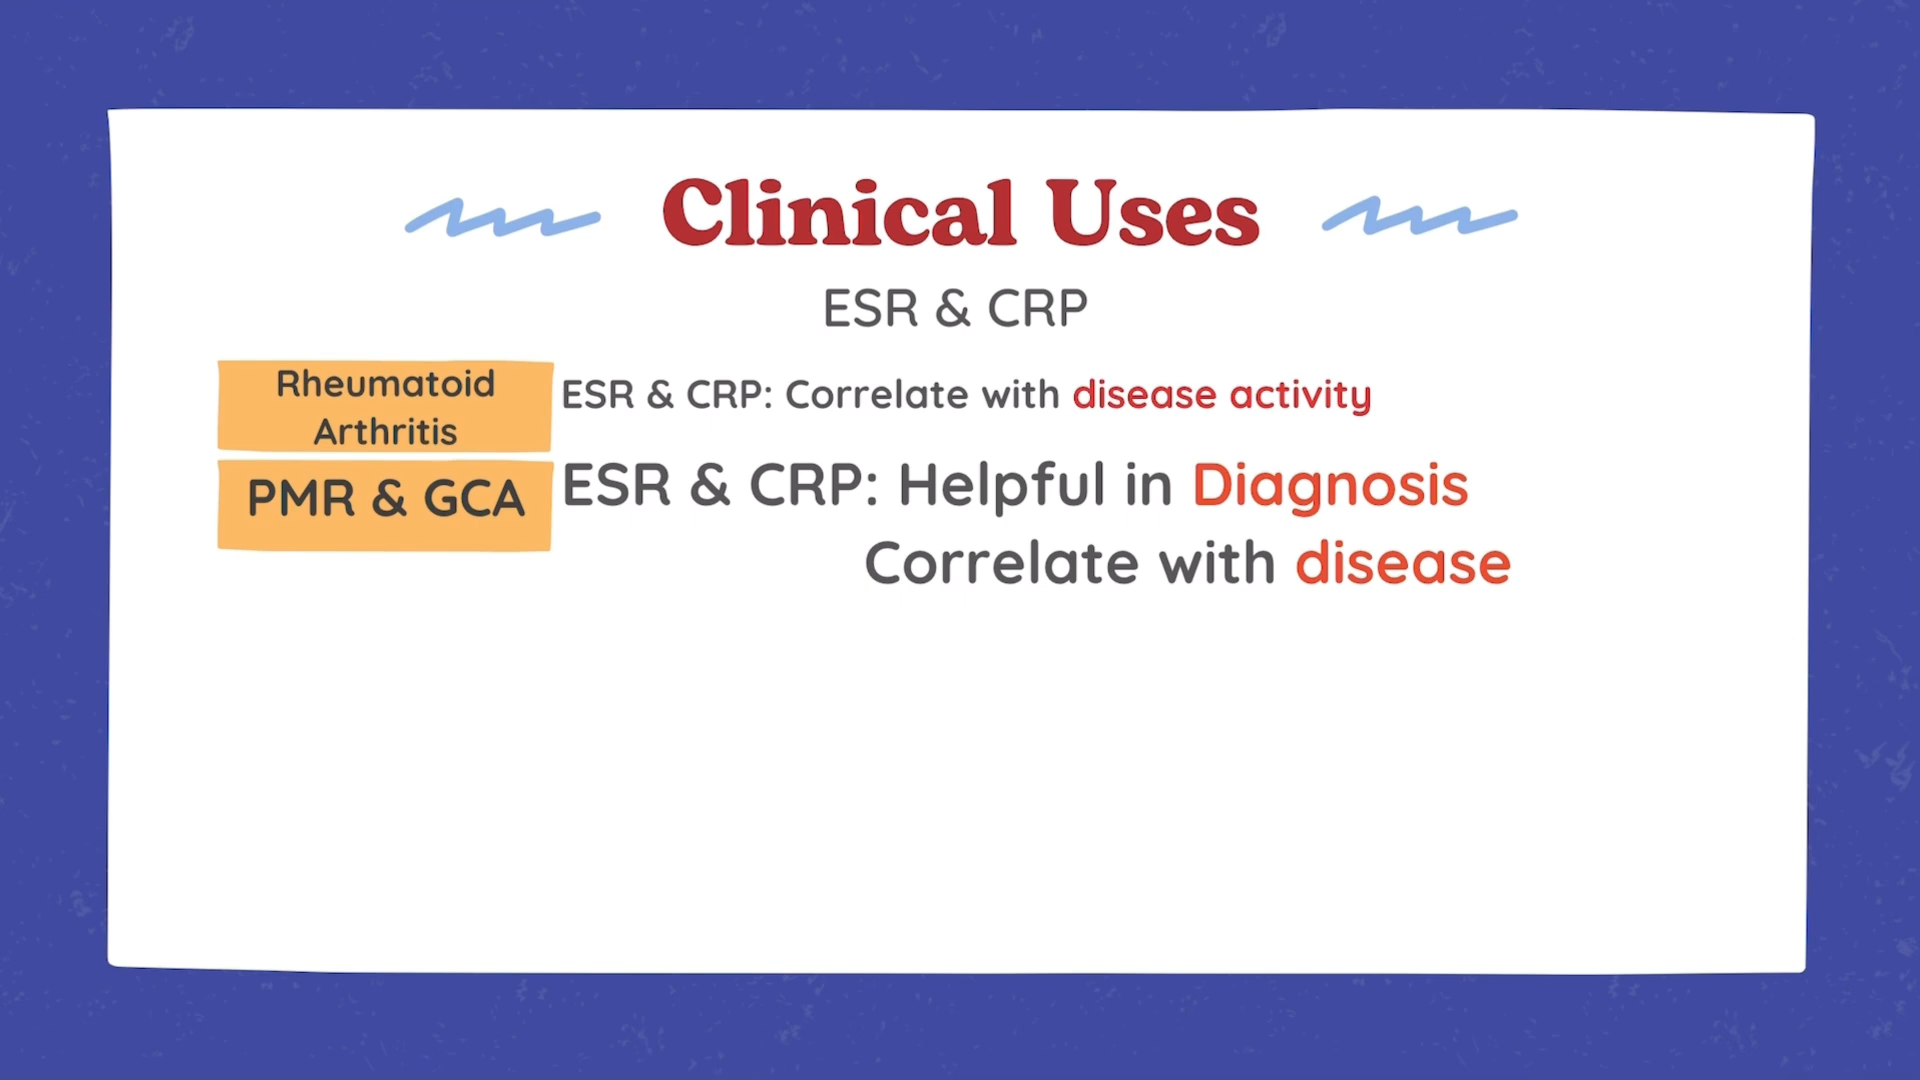 Clinical Uses
ESR & CRP
Rheumatoid
Arthritis
ESR & CRP: Correlate with disease activity
PMR & GCA
ESR & CRP: Helpful in Diagnosis
Correlate with disease